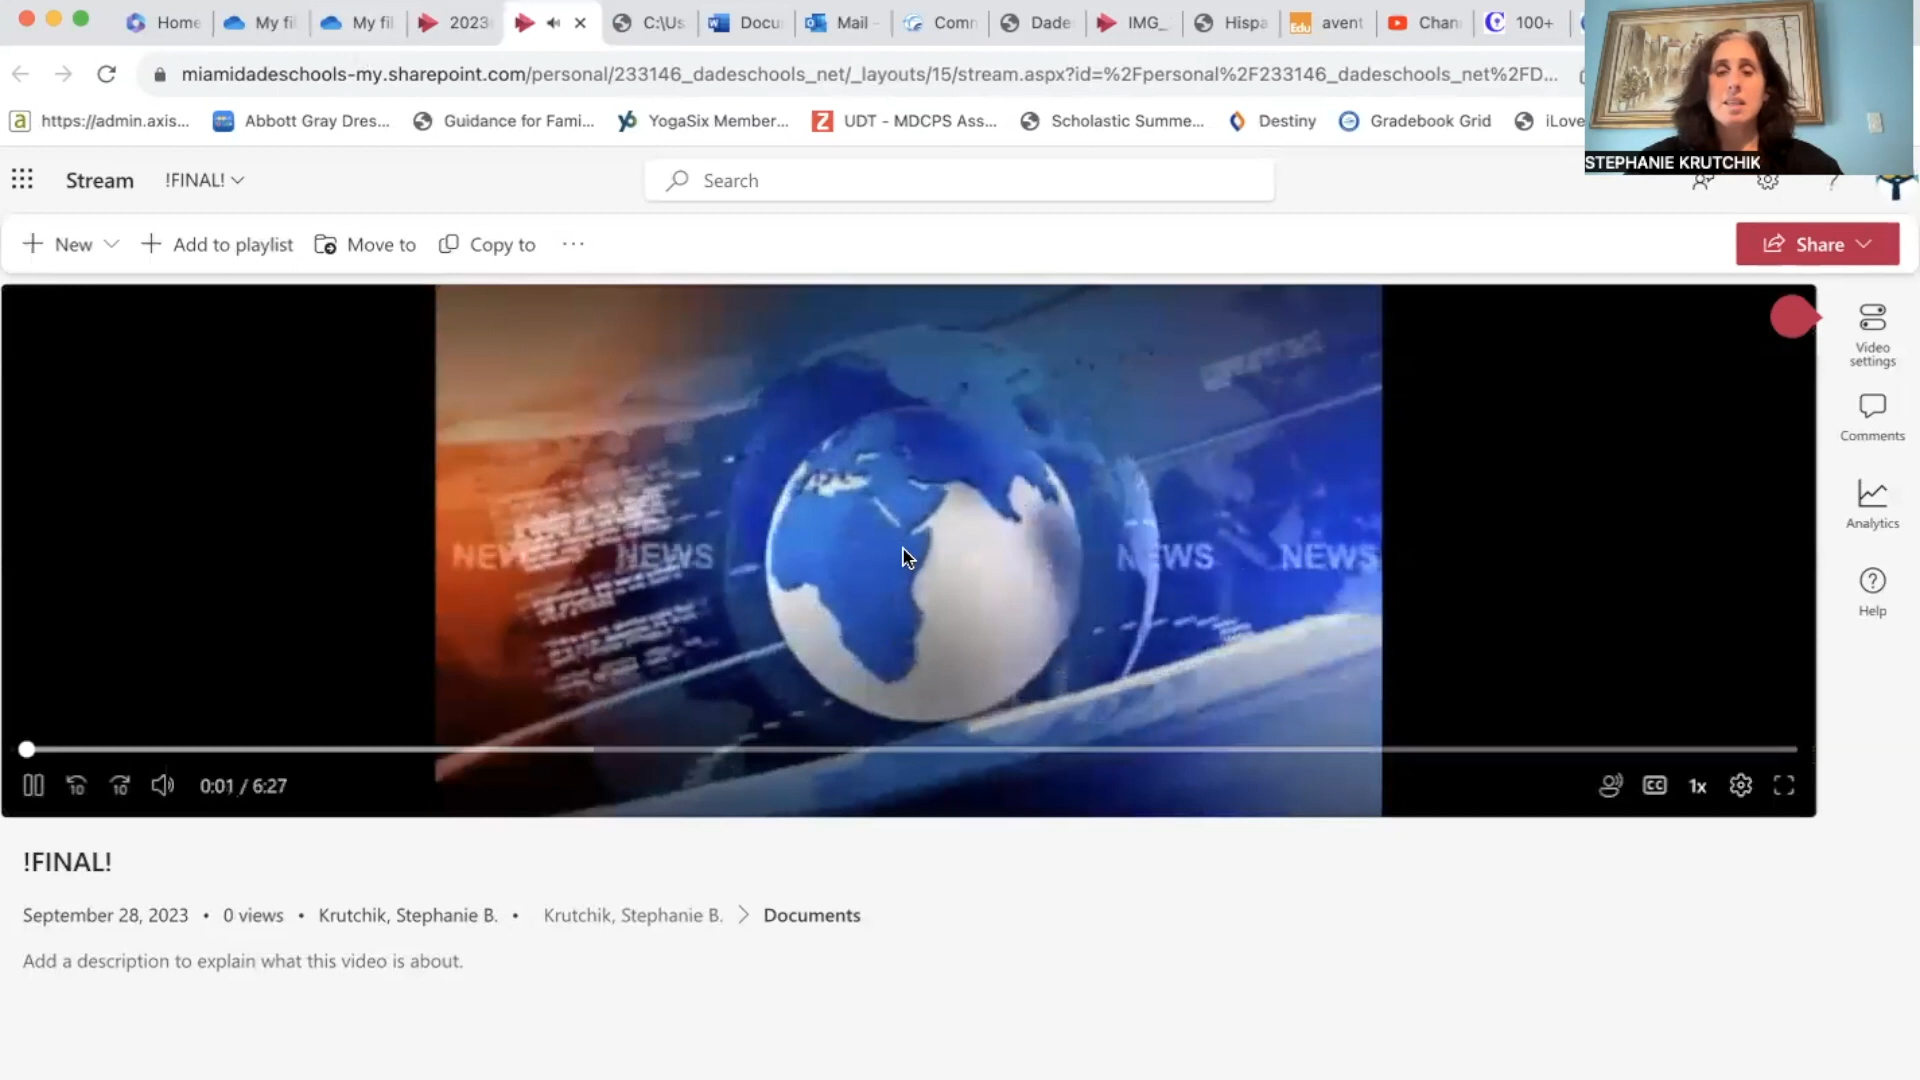 Home My fi My fi 2023 C:\Us Docu Mail - Comn Dade IMG_ Hispa avent Chan 100+
miamidadeschools-my.sharepoint.com/personal/233146_dadeschools_net/_layouts/15/stream.aspx?id=%2Fpersonal%2F233146_dadeschools_net%2FD...
https://admin.axis... Abbott Gray Dres... Guidance for Fami... YogaSix Member... UDT - MDCPS Ass... Scholastic Summe... Destiny Gradebook Grid iLove
STEPHANIE KRUTCHIK
Stream !FINAL! Search
New Add to playlist Move to Copy to ... Share
Video
settings
Comments
Analytics
Help
NEWS NEWS NEWS NEWS
10 10 0:01 / 6:27 CC 1x
!FINAL!
September 28, 2023 • 0 views • Krutchik, Stephanie B. • Krutchik, Stephanie B. > Documents
Add a description to explain what this video is about.